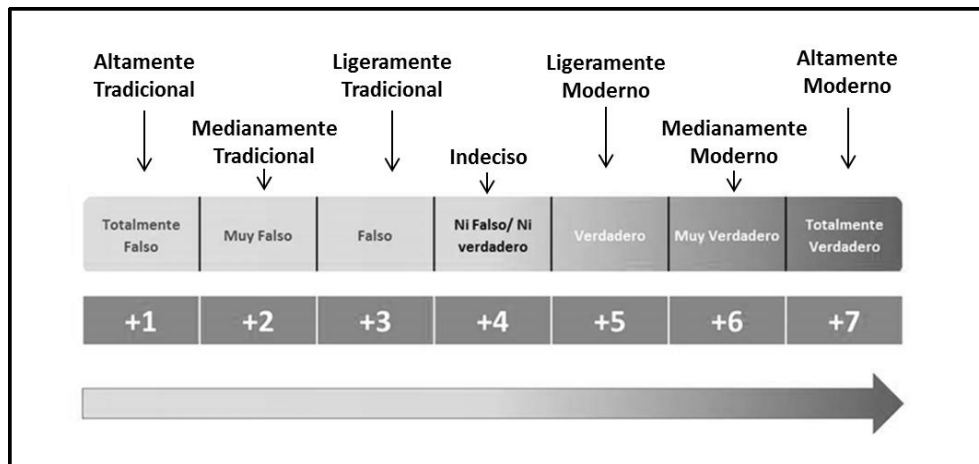 Altamente
Tradicional
Medianamente
Tradicional
Ligeramente
Tradicional
Indeciso
Ligeramente
Moderno
Medianamente
Moderno
Altamente
Moderno
Totalmente
Falso
Muy Falso
Falso
Ni Falso/ Ni
verdadero
Verdadero
Muy Verdadero
Totalmente
Verdadero
+1
+2
+3
+4
+5
+6
+7